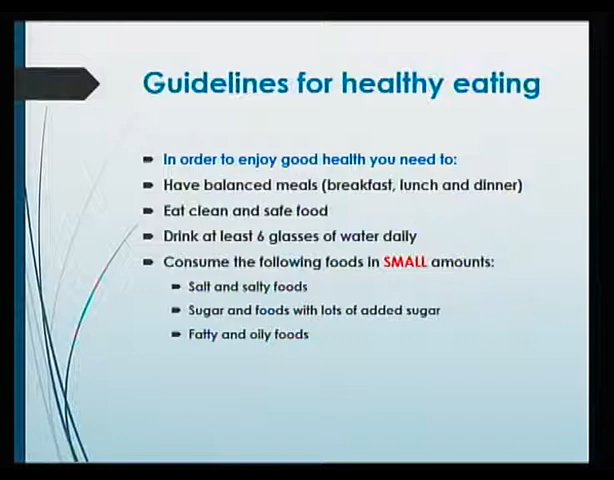 Guidelines for healthy eating
In order to enjoy good health you need to:
Have balanced meals (breakfast, lunch and dinner)
Eat clean and safe food
Drink at least 6 glasses of water daily
Consume the following foods in SMALL amounts:
Salt and salty foods
Sugar and foods with lots of added sugar
Fatty and oily foods